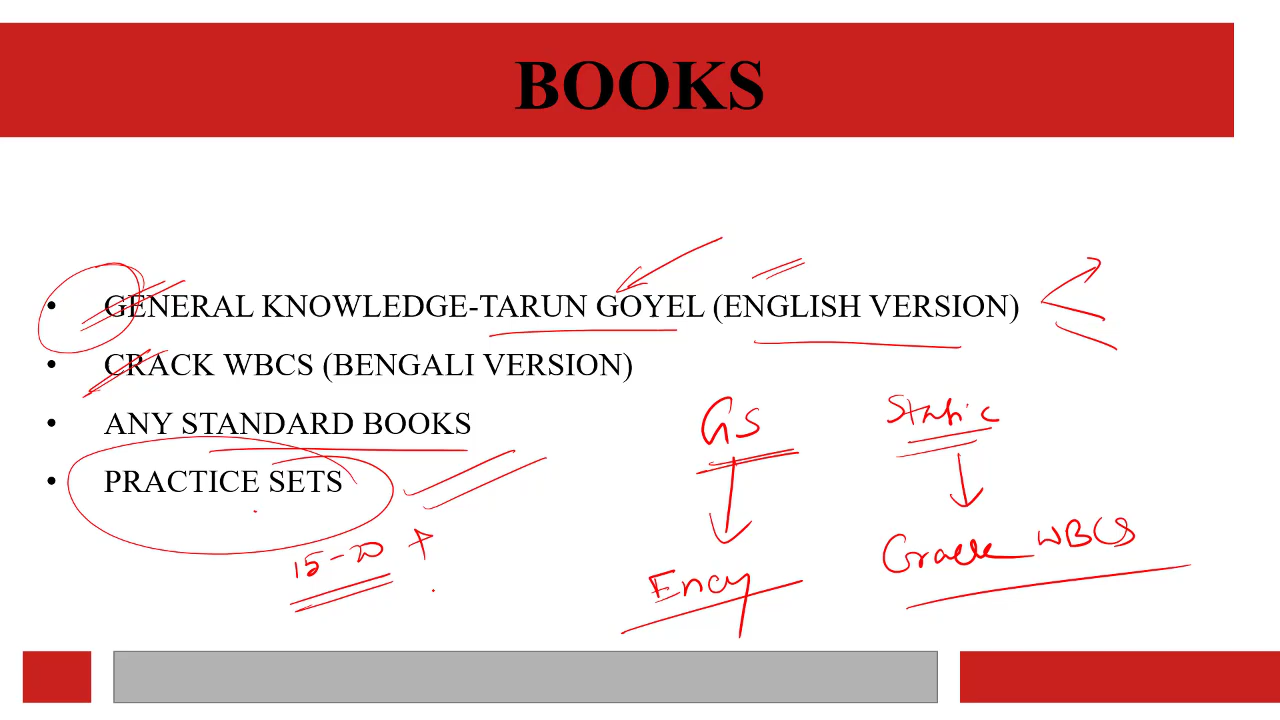 BOOKS
• GENERAL KNOWLEDGE-TARUN GOYEL (ENGLISH VERSION)
• CRACK WBCS (BENGALI VERSION)
• ANY STANDARD BOOKS
• PRACTICE SETS
GS
Static
15-20 +
Ency
Crack WBCS